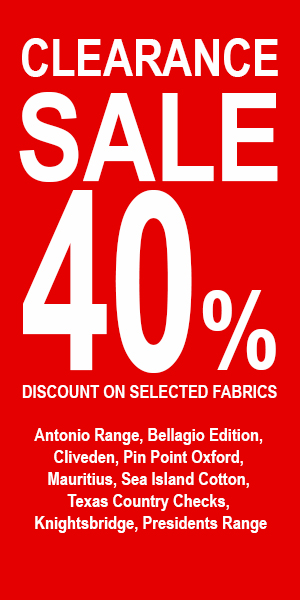 CLEARANCE
SALE
40%
DISCOUNT ON SELECTED FABRICS
Antonio Range, Bellagio Edition,
Cliveden, Pin Point Oxford,
Mauritius, Sea Island Cotton,
Texas Country Checks,
Knightsbridge, Presidents Range